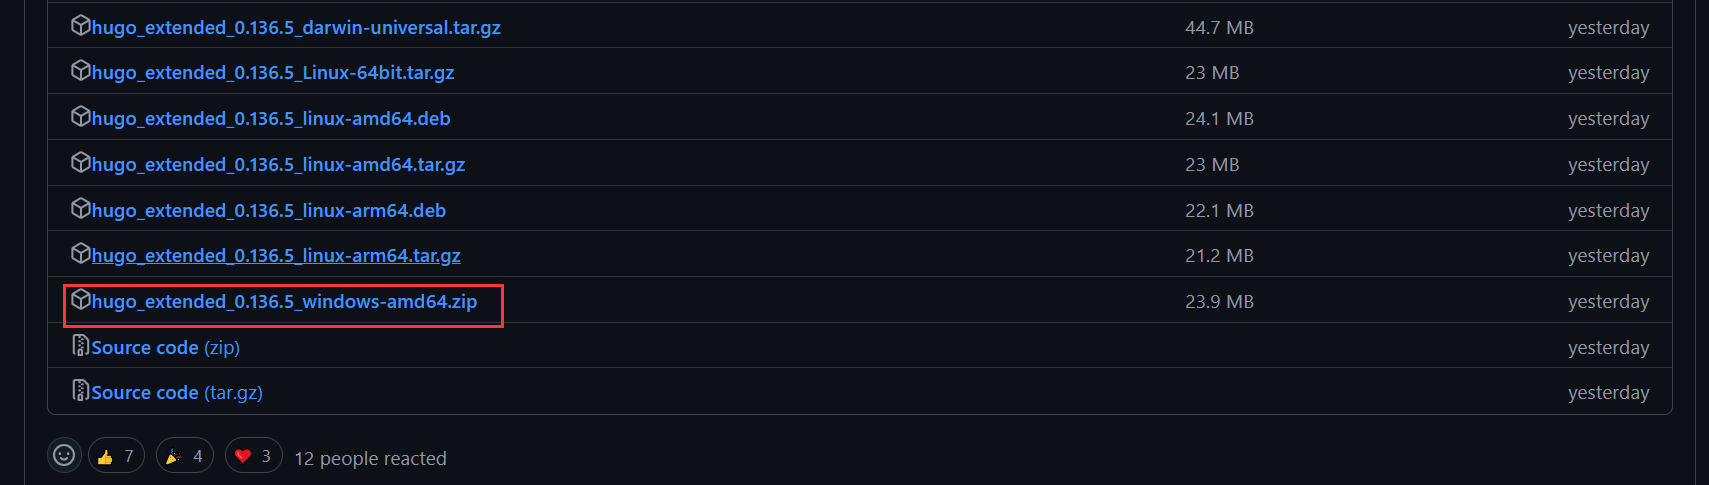 hugo_extended_0.136.5_darwin-universal.tar.gz 44.7 MB yesterday
hugo_extended_0.136.5_Linux-64bit.tar.gz 23 MB yesterday
hugo_extended_0.136.5_linux-amd64.deb 24.1 MB yesterday
hugo_extended_0.136.5_linux-amd64.tar.gz 23 MB yesterday
hugo_extended_0.136.5_linux-arm64.deb 22.1 MB yesterday
hugo_extended_0.136.5_linux-arm64.tar.gz 21.2 MB yesterday
hugo_extended_0.136.5_windows-amd64.zip 23.9 MB yesterday
Source code (zip) yesterday
Source code (tar.gz) yesterday
7 4 3 12 people reacted